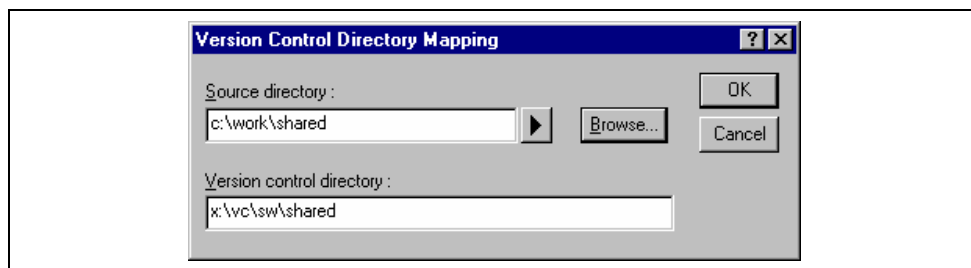 Version Control Directory Mapping
Source directory :
c:\work\shared
Browse...
OK
Cancel
Version control directory :
x:\vc\sw\shared